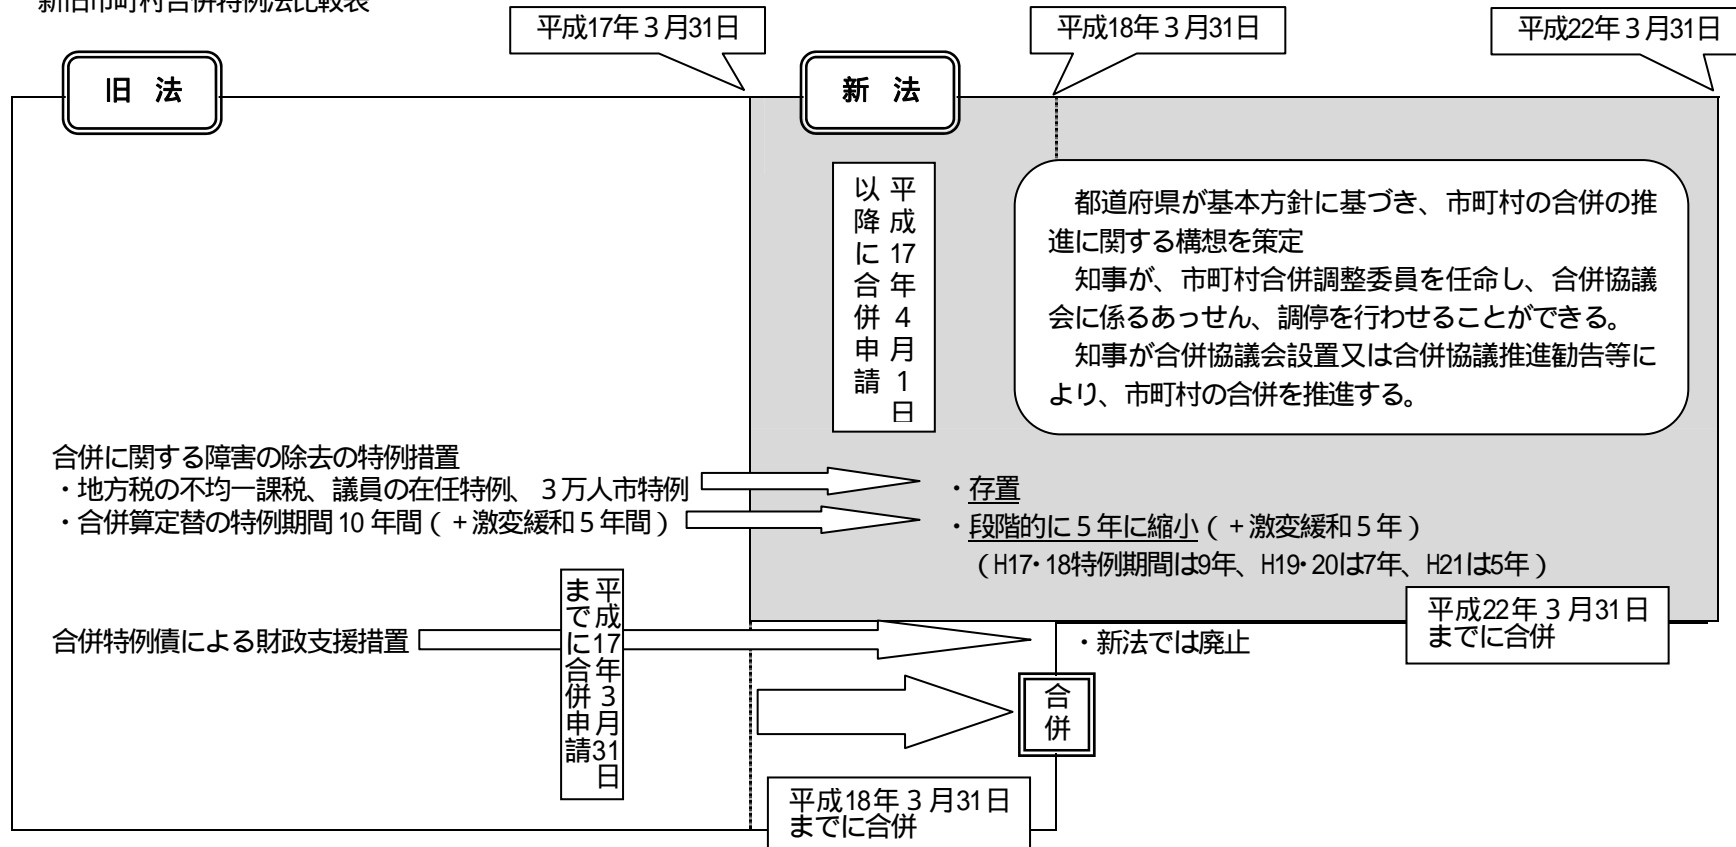 新旧市町村合併特例法比較表
平成17年３月31日
平成18年３月31日
平成22年３月31日
旧 法
新 法
平成17年４月１日
以降に合併申請
都道府県が基本方針に基づき、市町村の合併の推
進に関する構想を策定
知事が、市町村合併調整委員を任命し、合併協議
会に係るあっせん、調停を行わせることができる。
知事が合併協議会設置又は合併協議推進勧告等に
より、市町村の合併を推進する。
合併に関する障害の除去の特例措置
・地方税の不均一課税、議員の在任特例、３万人市特例
・存置
・合併算定替の特例期間10年間（+激変緩和５年間）
・段階的に５年に縮小（+激変緩和５年）
（H17・18特例期間は9年、H19・20は7年、H21は5年）
平成17年３月31日
までに合併申請
平成22年３月31日
までに合併
合併特例債による財政支援措置
・新法では廃止
合併
平成18年３月31日
までに合併